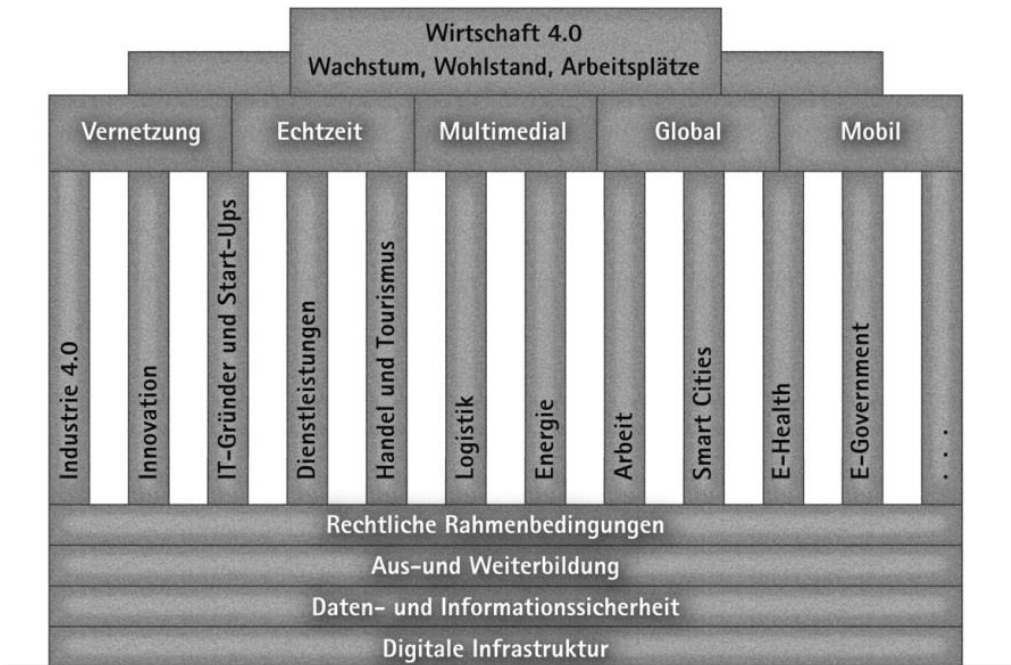 Wirtschaft 4.0
Wachstum, Wohlstand, Arbeitsplätze
Vernetzung
Echtzeit
Multimedial
Global
Mobil
Industrie 4.0
Innovation
IT-Gründer und Start-Ups
Dienstleistungen
Handel und Tourismus
Logistik
Energie
Arbeit
Smart Cities
E-Health
E-Government
. . .
Rechtliche Rahmenbedingungen
Aus-und Weiterbildung
Daten- und Informationssicherheit
Digitale Infrastruktur